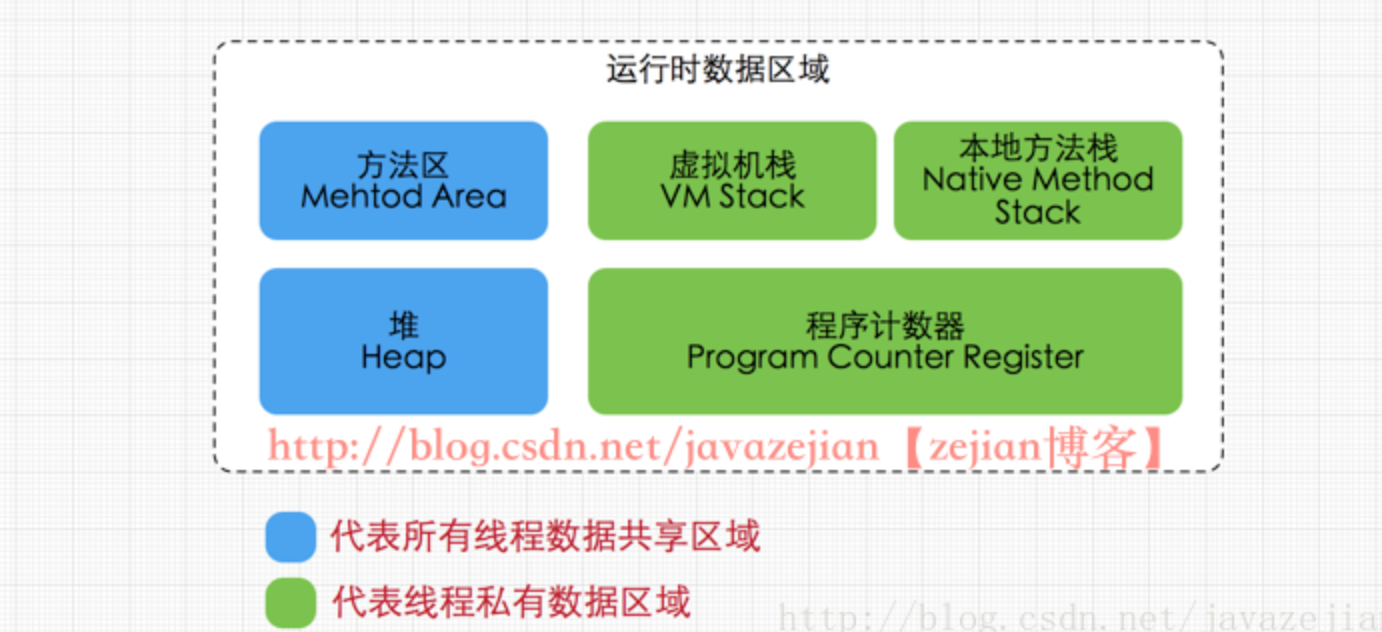 运行时数据区域
方法区
Mehtod Area
虚拟机栈
VM Stack
本地方法栈
Native Method
Stack
堆
Heap
程序计数器
Program Counter Register
http://blog.csdn.net/javazejian【zejian博客】
代表所有线程数据共享区域
代表线程私有数据区域
http://blog.csdn.net/javazejia